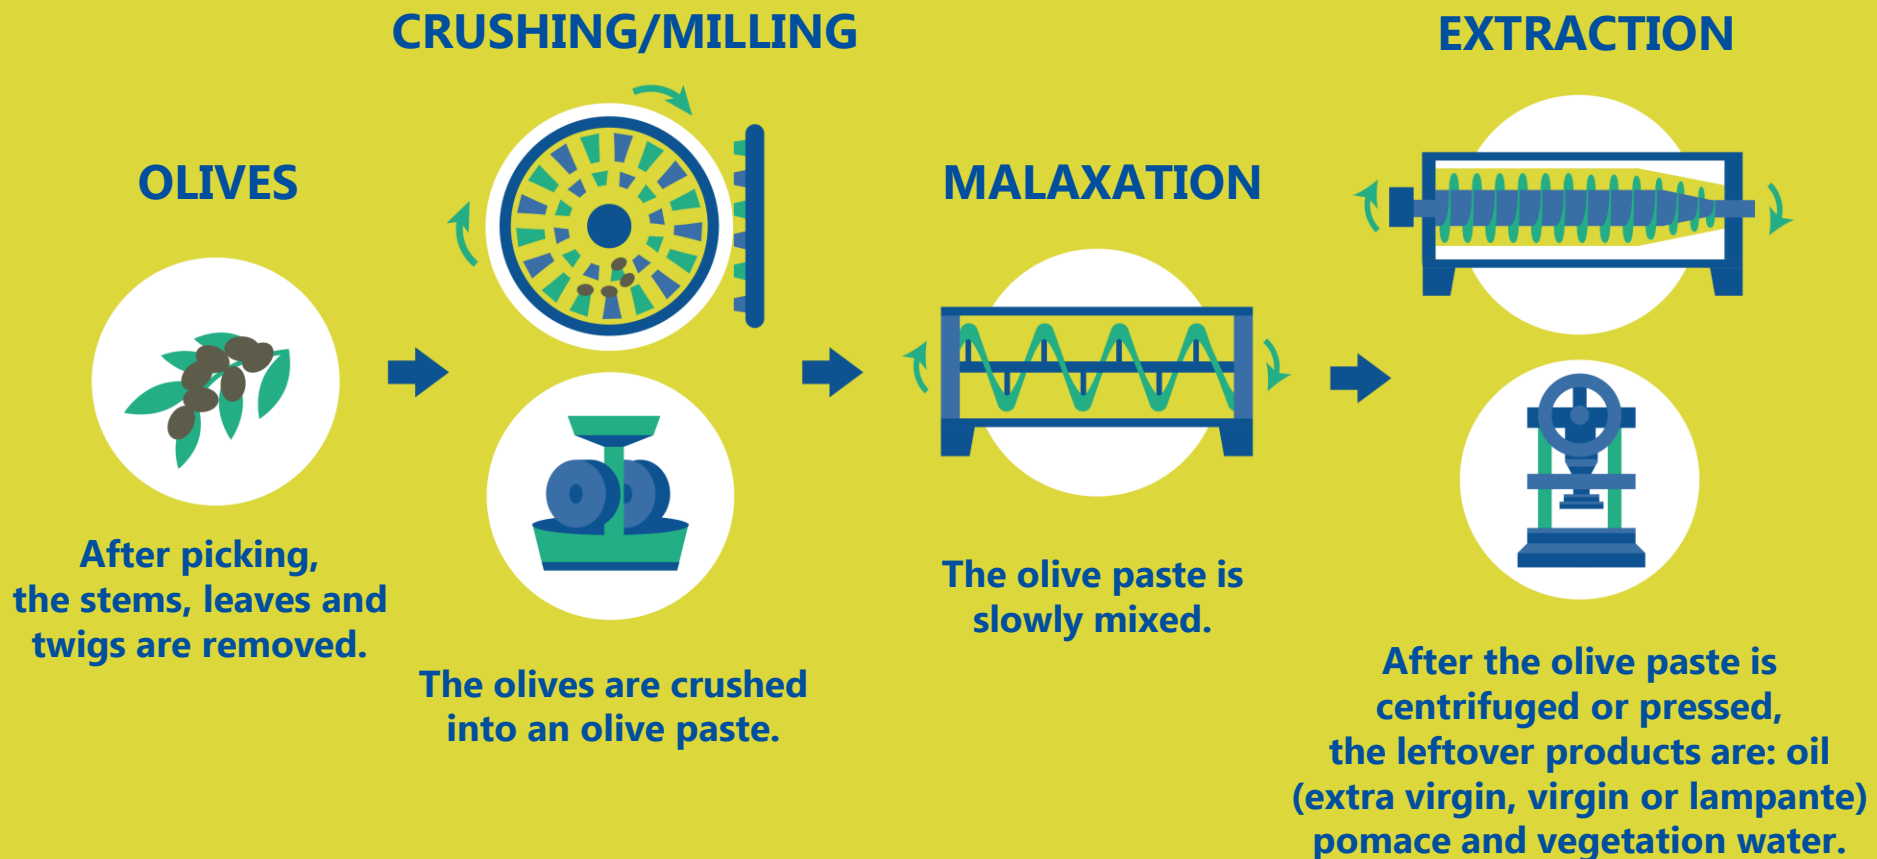 OLIVES
After picking,
the stems, leaves and
twigs are removed.
CRUSHING/MILLING
The olives are crushed
into an olive paste.
MALAXATION
The olive paste is
slowly mixed.
EXTRACTION
After the olive paste is
centrifuged or pressed,
the leftover products are: oil
(extra virgin, virgin or lampante)
pomace and vegetation water.